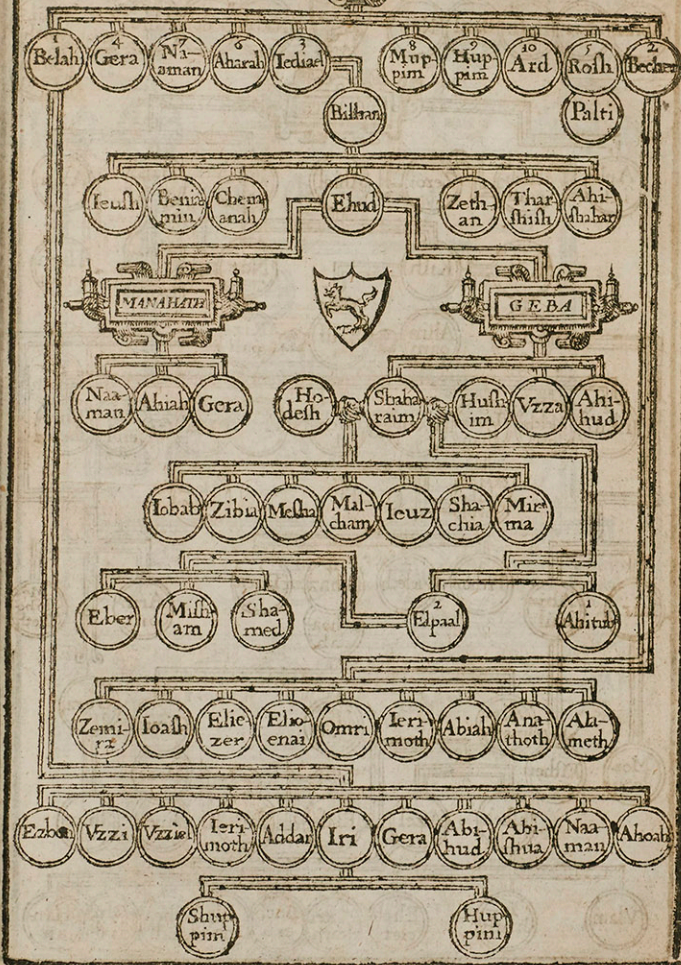 1 4 7 6 3 8 9 10 5 2
Belah Gera Na- Aharah Iediael Mup- Hup- Ard Rosh Becher
aman pim pim
Bilhan Palti
Ieush Benia Chem Ehud Zeth- Thar- Ahi-
min anah an shish shahar
MANAHATH GEBA
Naa- Ahiah Gera Ho- Shaha Hush Vzza Ahi-
man desh raim im hud
Iobab Zibia Mesha Mal- Ieuz Sha- Mir-
cham chia ma
2 1
Eber Mish Sha- Elpaal Ahitub
am med
Zemi- Ioash Elie- Elio- Omri Ieri- Abiah Ana- Ala-
ra zer enai moth thoth meth
Ezbon Vzzi Vzziel Ieri- Addar Iri Gera Abi- Abi- Naa- Ahoah
moth hud shua man
Shup Hup
pim pim